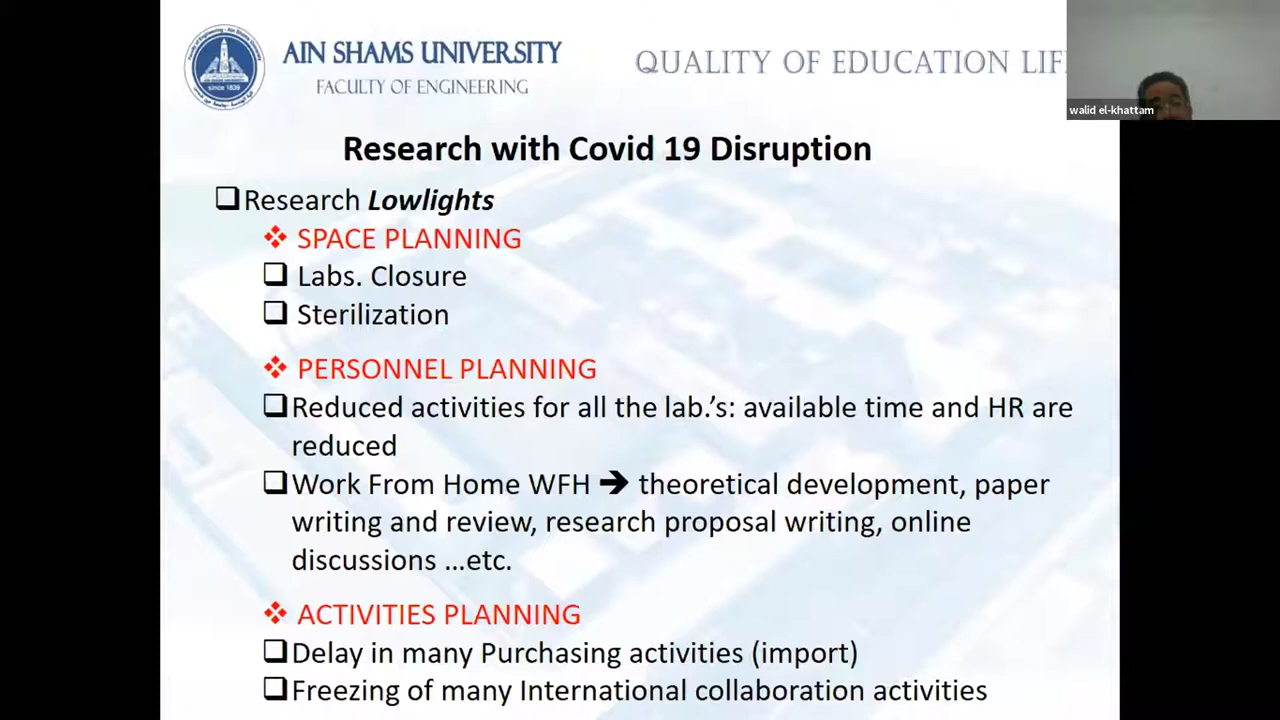 AIN SHAMS UNIVERSITY
FACULTY OF ENGINEERING
since 1839
QUALITY OF EDUCATION LIF
walid el-khattam
Research with Covid 19 Disruption
Research Lowlights
SPACE PLANNING
Labs. Closure
Sterilization
PERSONNEL PLANNING
Reduced activities for all the lab.’s: available time and HR are
reduced
Work From Home WFH ➔ theoretical development, paper
writing and review, research proposal writing, online
discussions …etc.
ACTIVITIES PLANNING
Delay in many Purchasing activities (import)
Freezing of many International collaboration activities